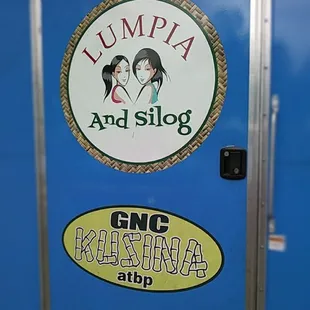 LUMPIA
And Silog
GNC
KUSINA
atbp